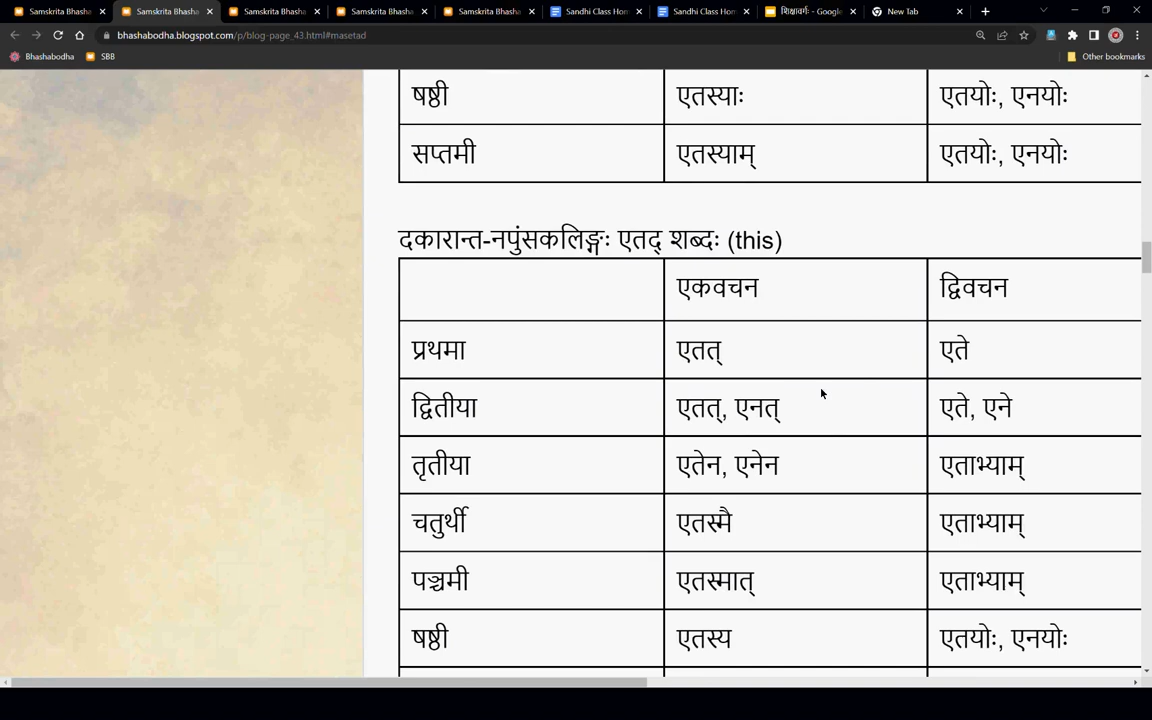 Samskrita Bhasha
Samskrita Bhasha
Samskrita Bhasha
Samskrita Bhasha
Samskrita Bhasha
Sandhi Class Hom
Sandhi Class Hom
शिक्षावर्गः - Google
New Tab
bhashabodha.blogspot.com/p/blog-page_43.html#masetad
Bhashabodha SBB Other bookmarks
षष्ठी एतस्याः एतयोः, एनयोः
सप्तमी एतस्याम् एतयोः, एनयोः
दकारान्त-नपुंसकलिङ्गः एतद् शब्दः (this)
एकवचन द्विवचन
प्रथमा एतत् एते
द्वितीया एतत्, एनत् एते, एने
तृतीया एतेन, एनेन एताभ्याम्
चतुर्थी एतस्मै एताभ्याम्
पञ्चमी एतस्मात् एताभ्याम्
षष्ठी एतस्य एतयोः, एनयोः